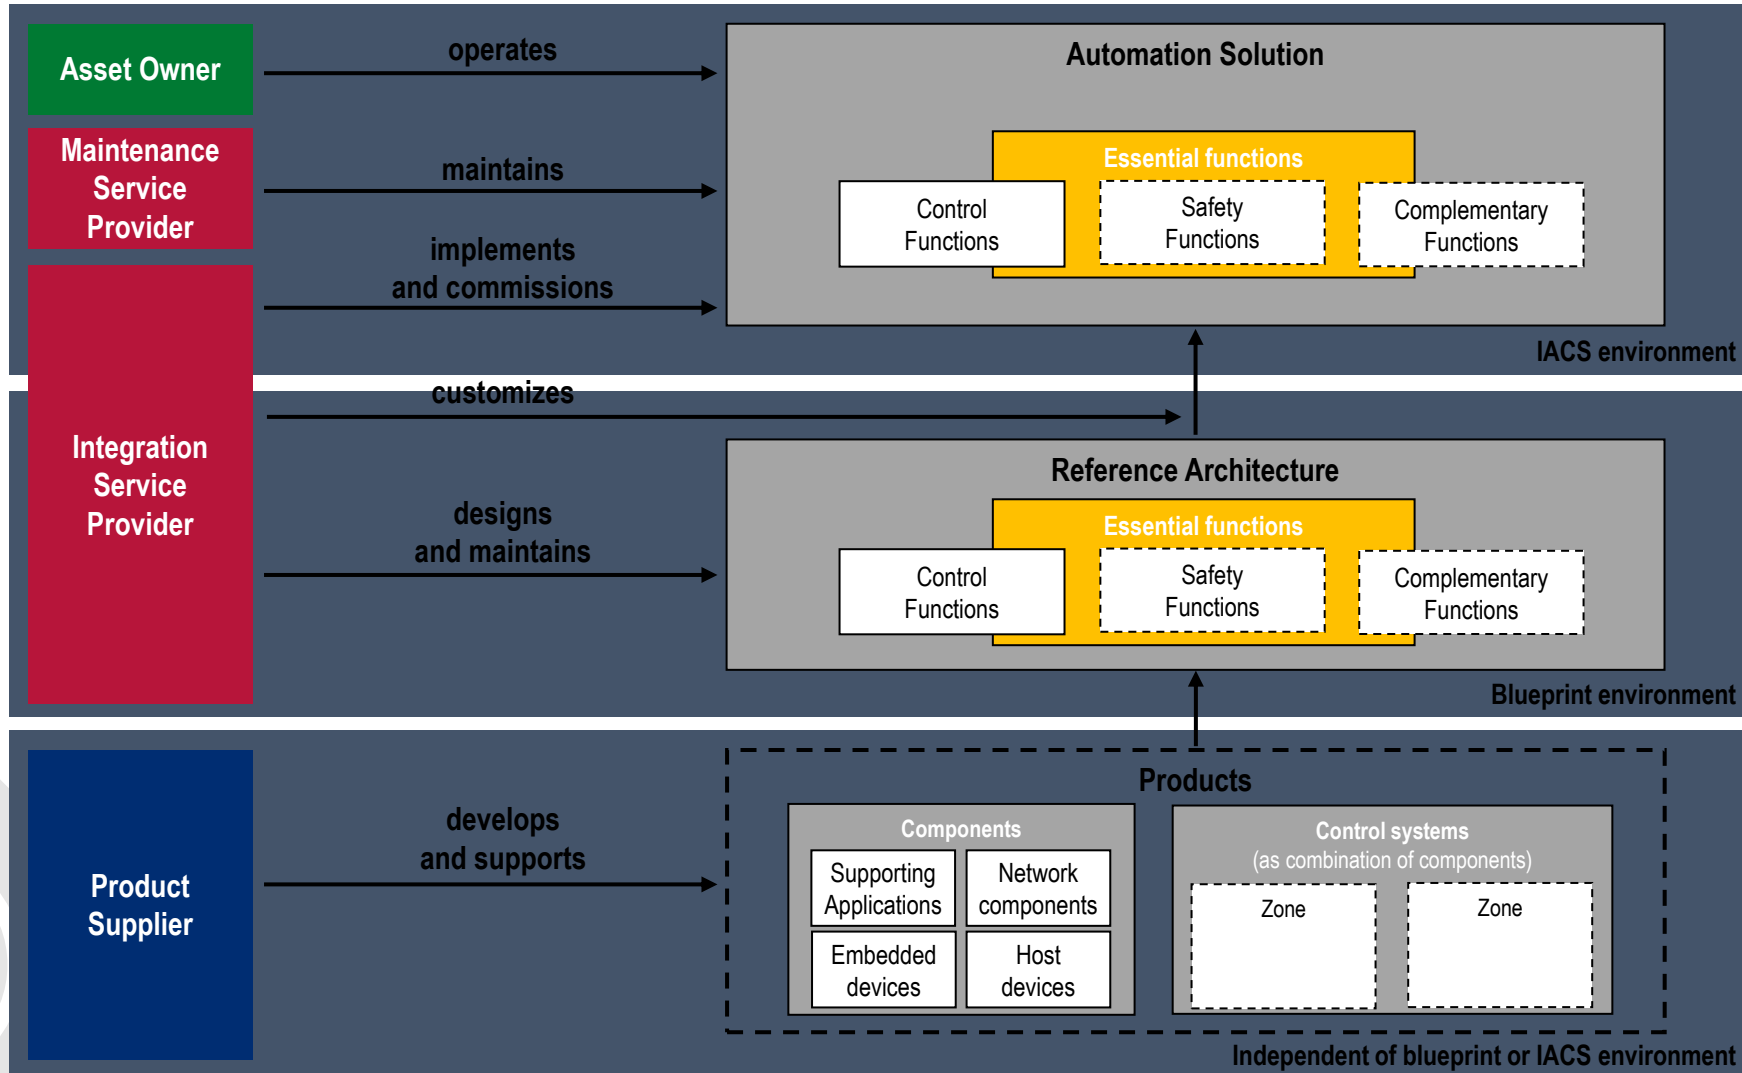 Asset Owner
operates
Automation Solution
Maintenance
Service
Provider
maintains
Essential functions
Control
Functions
Safety
Functions
Complementary
Functions
implements
and commissions
IACS environment
customizes
Integration
Service
Provider
Reference Architecture
designs
and maintains
Essential functions
Control
Functions
Safety
Functions
Complementary
Functions
Blueprint environment
Products
develops
and supports
Product
Supplier
Components
Supporting
Applications
Network
components
Embedded
devices
Host
devices
Control systems
(as combination of components)
Zone
Zone
Independent of blueprint or IACS environment